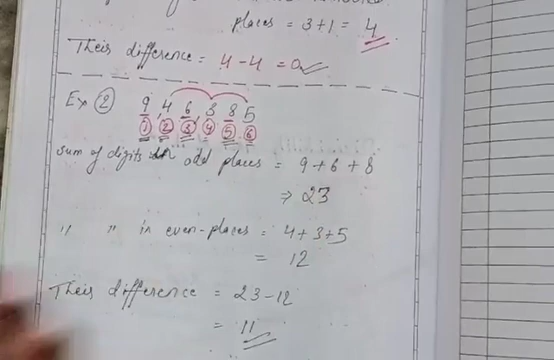 places = 3+1 = 4
Their difference = 4-4 = 0
Ex 2 9,4 6,3 8 5
1 2 3 4 5 6
Sum of digits in odd places = 9+6+8
⇒ 23
" " in even-places = 4+3+5
= 12
Their difference = 23-12
= 11